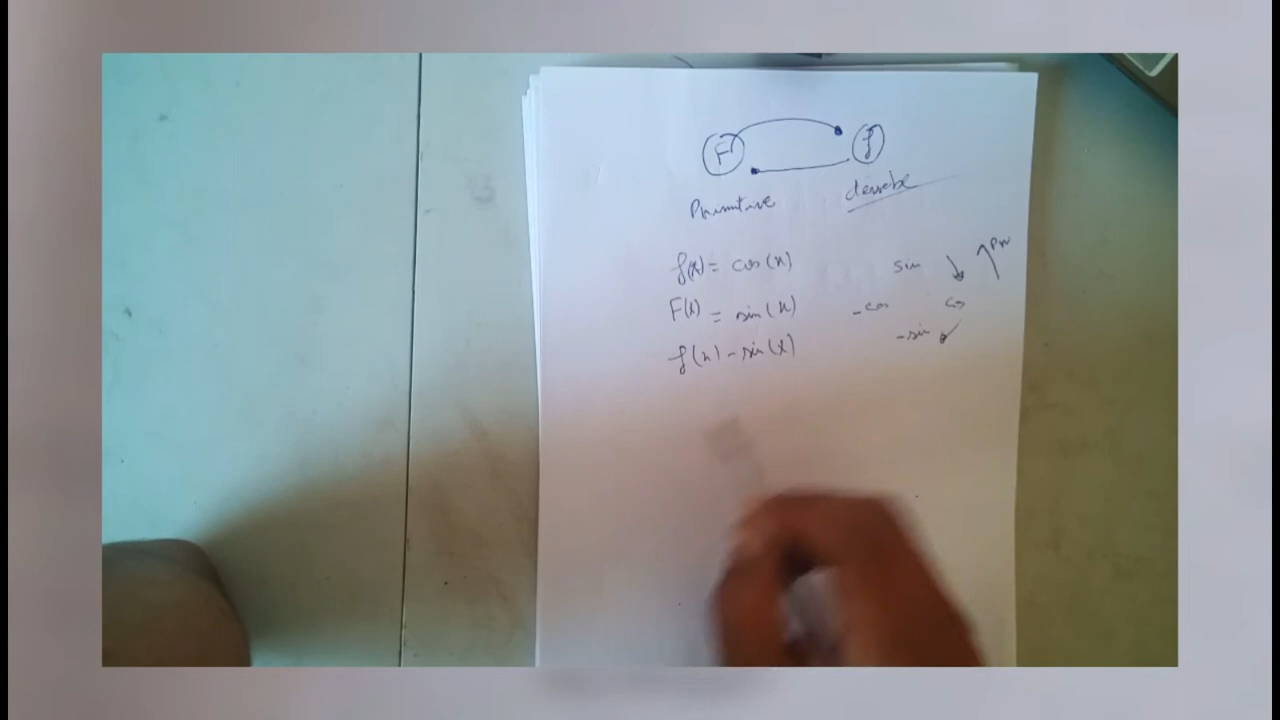 F f
Primitive dérivée
f(x) = cos(x) sin
F(x) = sin(x) -cos cos
f(x) - sin(x) -sin